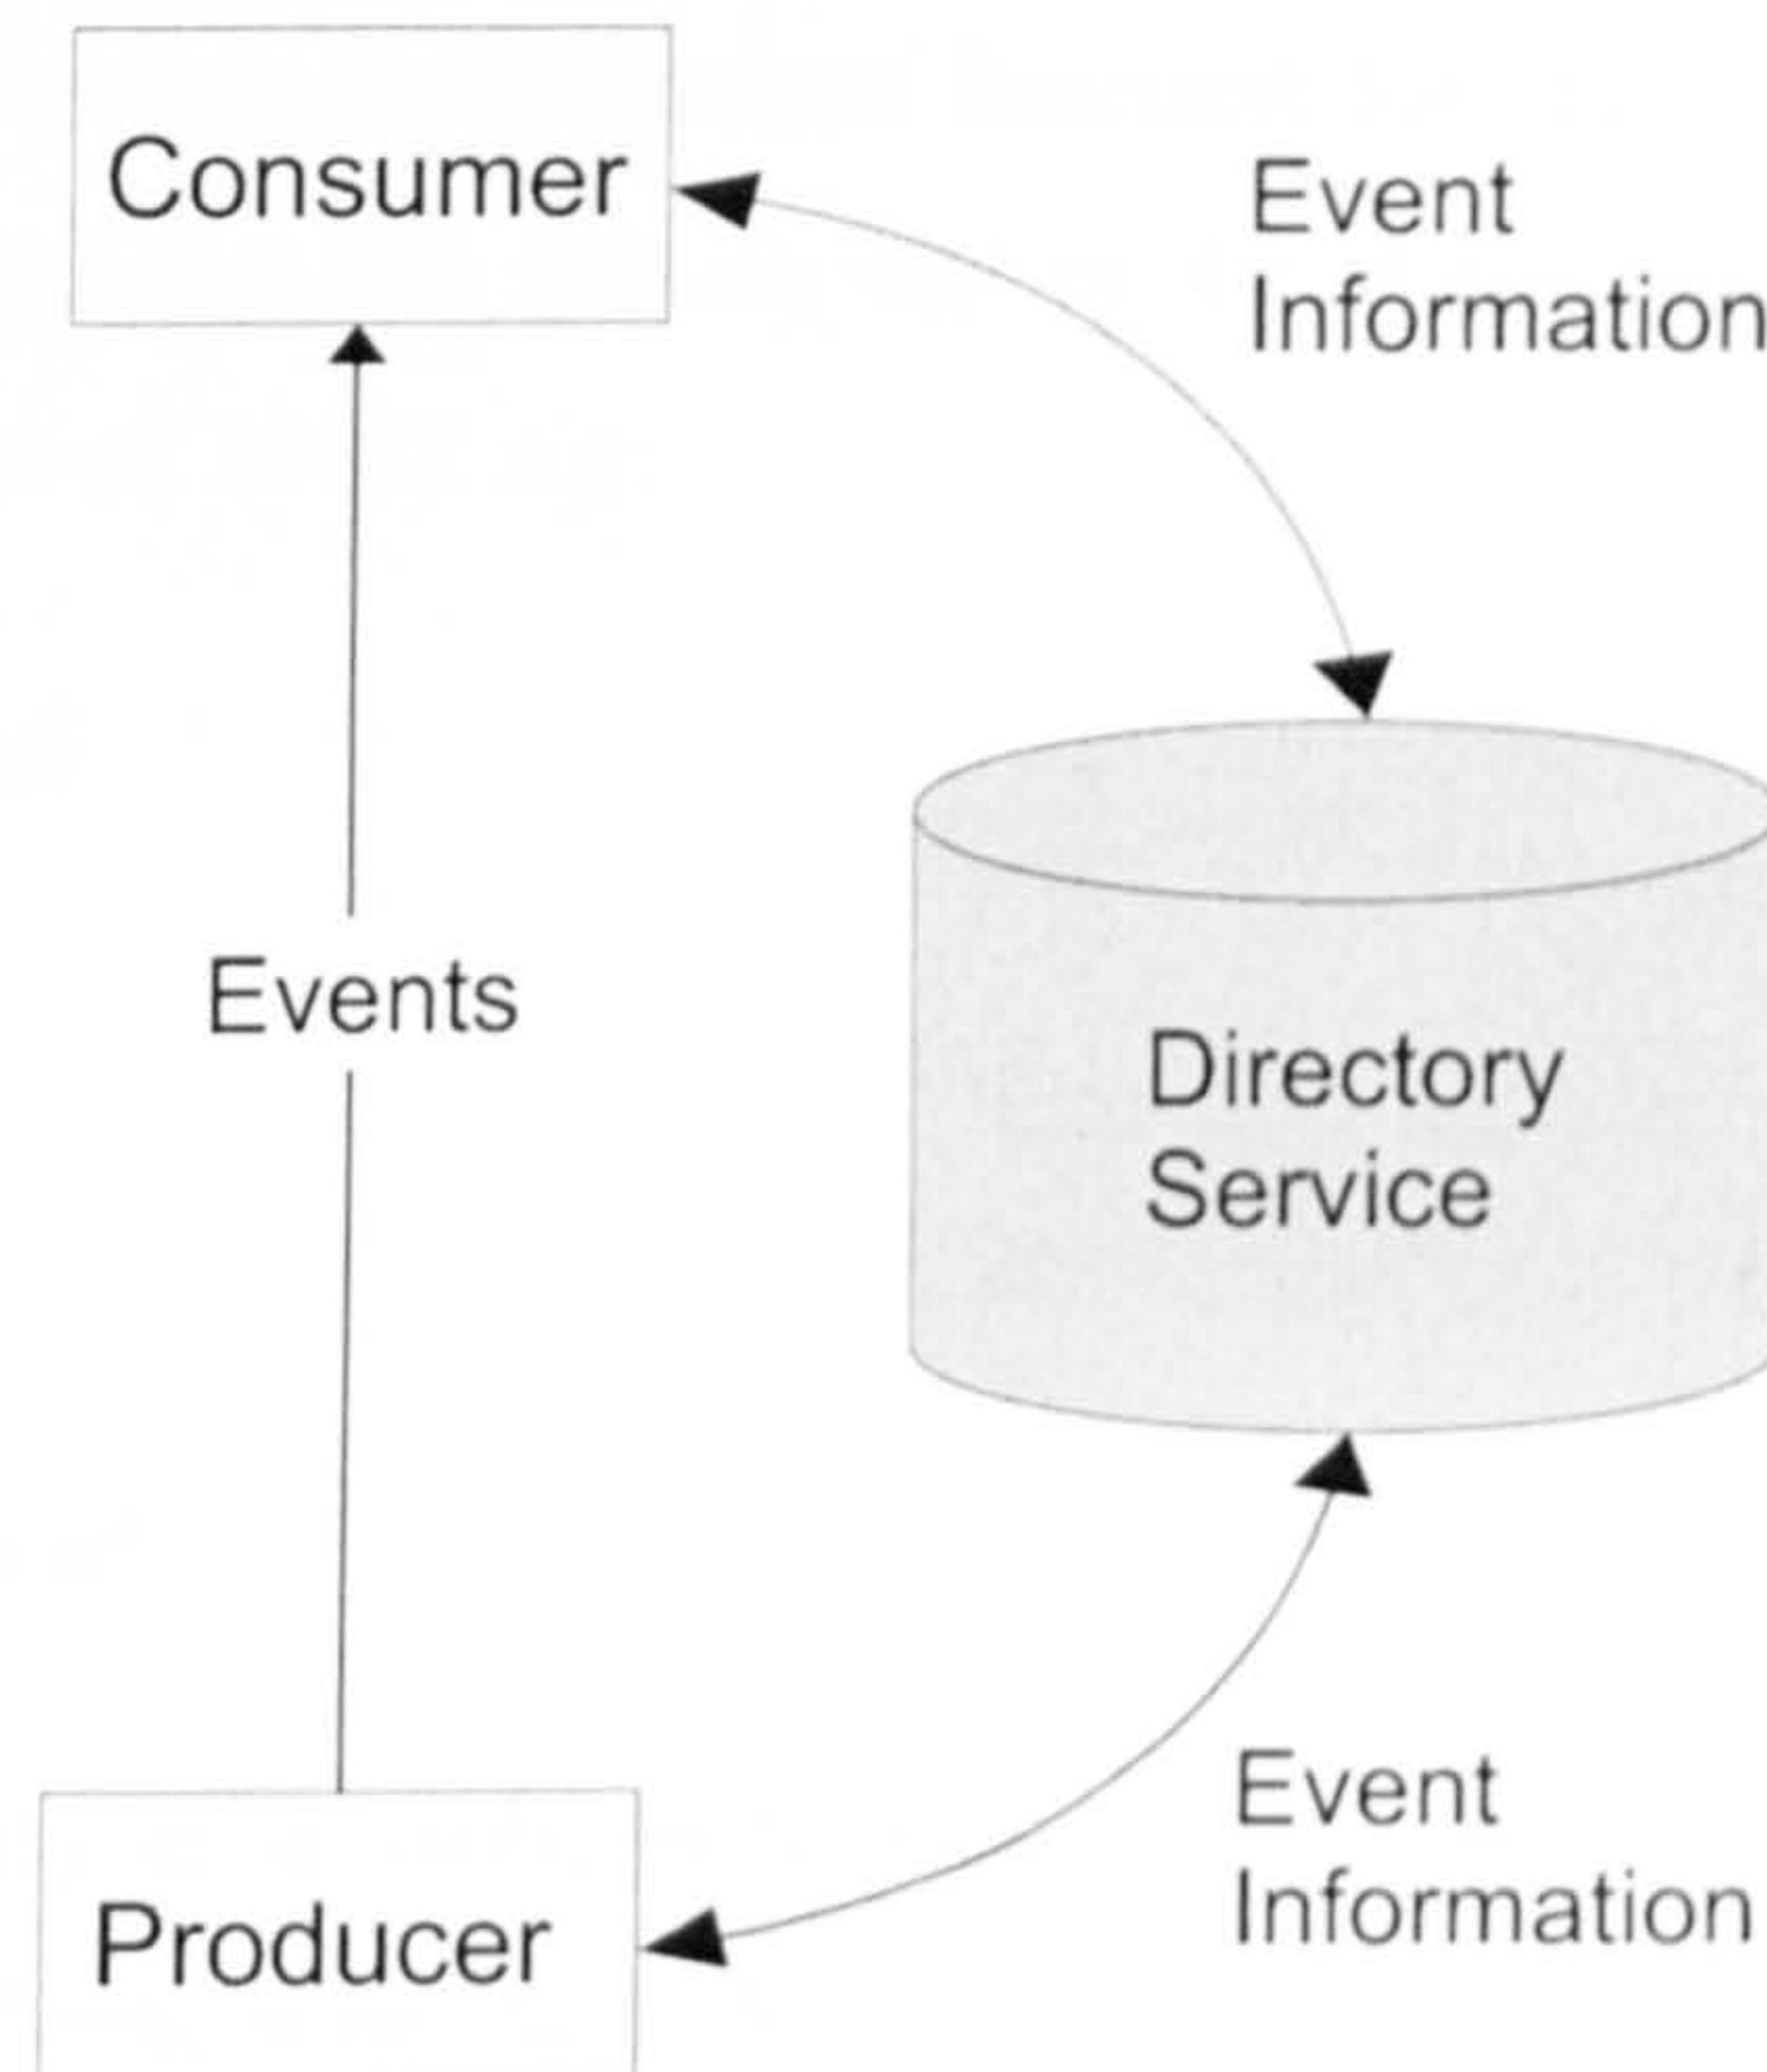 Consumer
Event
Information
Events
Directory
Service
Event
Information
Producer